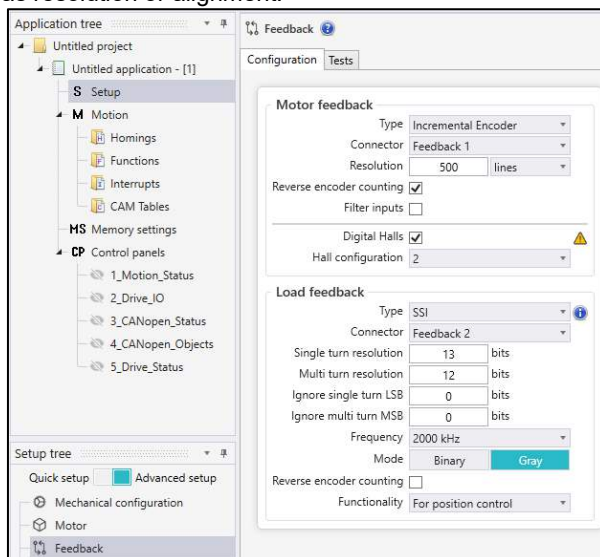 as resolution or alignment.
Application tree
Untitled project
Untitled application - [1]
S Setup
M Motion
Homings
Functions
Interrupts
CAM Tables
MS Memory settings
CP Control panels
1_Motion_Status
2_Drive_IO
3_CANopen_Status
4_CANopen_Objects
5_Drive_Status
Setup tree
Quick setup Advanced setup
Mechanical configuration
Motor
Feedback
Feedback
Configuration Tests
Motor feedback
Type Incremental Encoder
Connector Feedback 1
Resolution 500 lines
Reverse encoder counting
Filter inputs
Digital Halls
Hall configuration 2
Load feedback
Type SSI
Connector Feedback 2
Single turn resolution 13 bits
Multi turn resolution 12 bits
Ignore single turn LSB 0 bits
Ignore multi turn MSB 0 bits
Frequency 2000 kHz
Mode Binary Gray
Reverse encoder counting
Functionality For position control